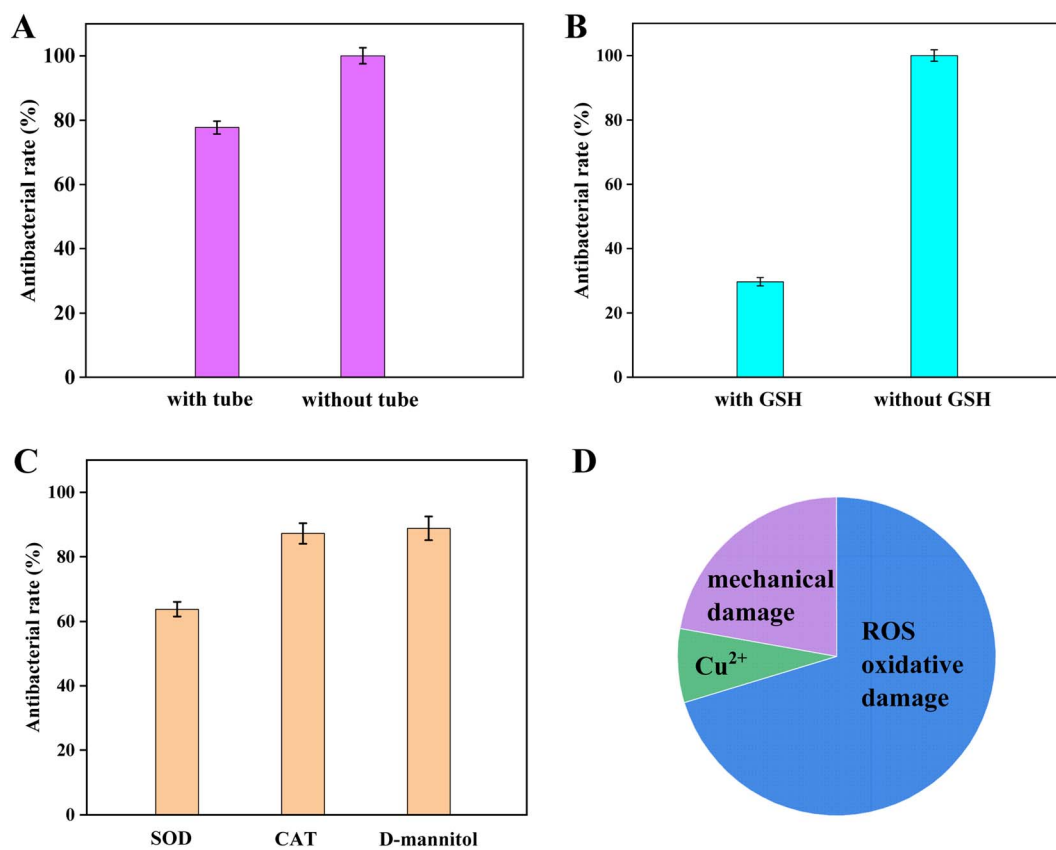 A
Antibacterial rate (%)
100
80
60
40
20
0
with tube without tube
B
Antibacterial rate (%)
100
80
60
40
20
0
with GSH without GSH
C
Antibacterial rate (%)
100
80
60
40
20
0
SOD CAT D-mannitol
D
mechanical
damage
Cu²⁺
ROS
oxidative
damage